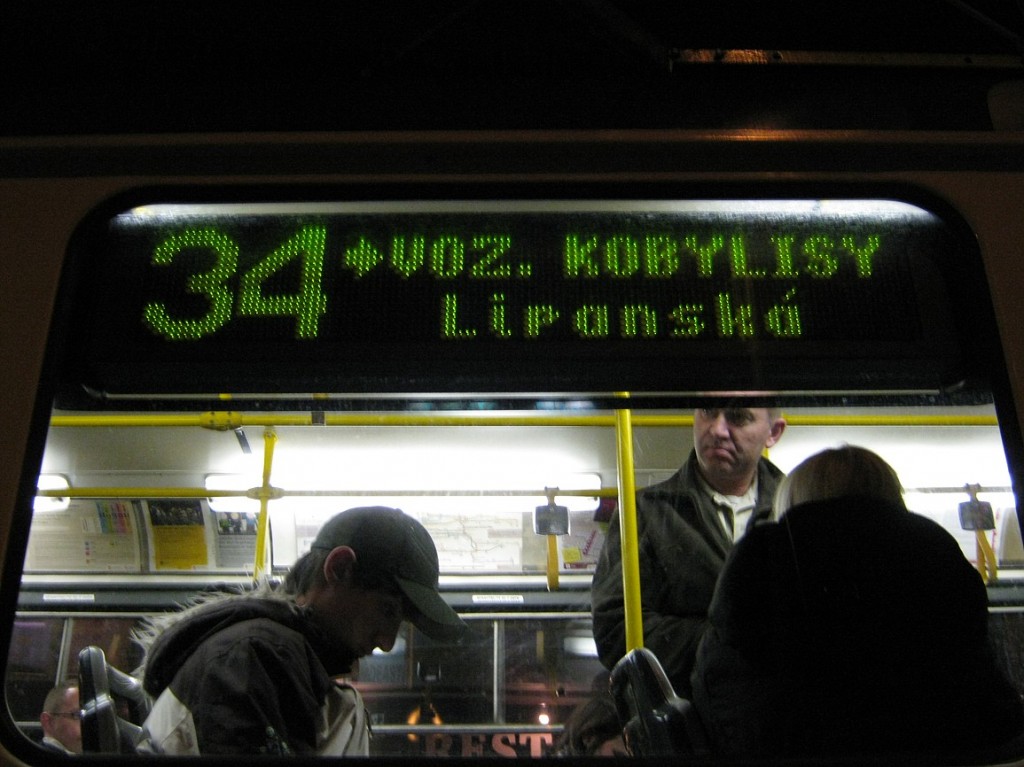 34 →VOZ. KOBYLISY
Liranská
REST